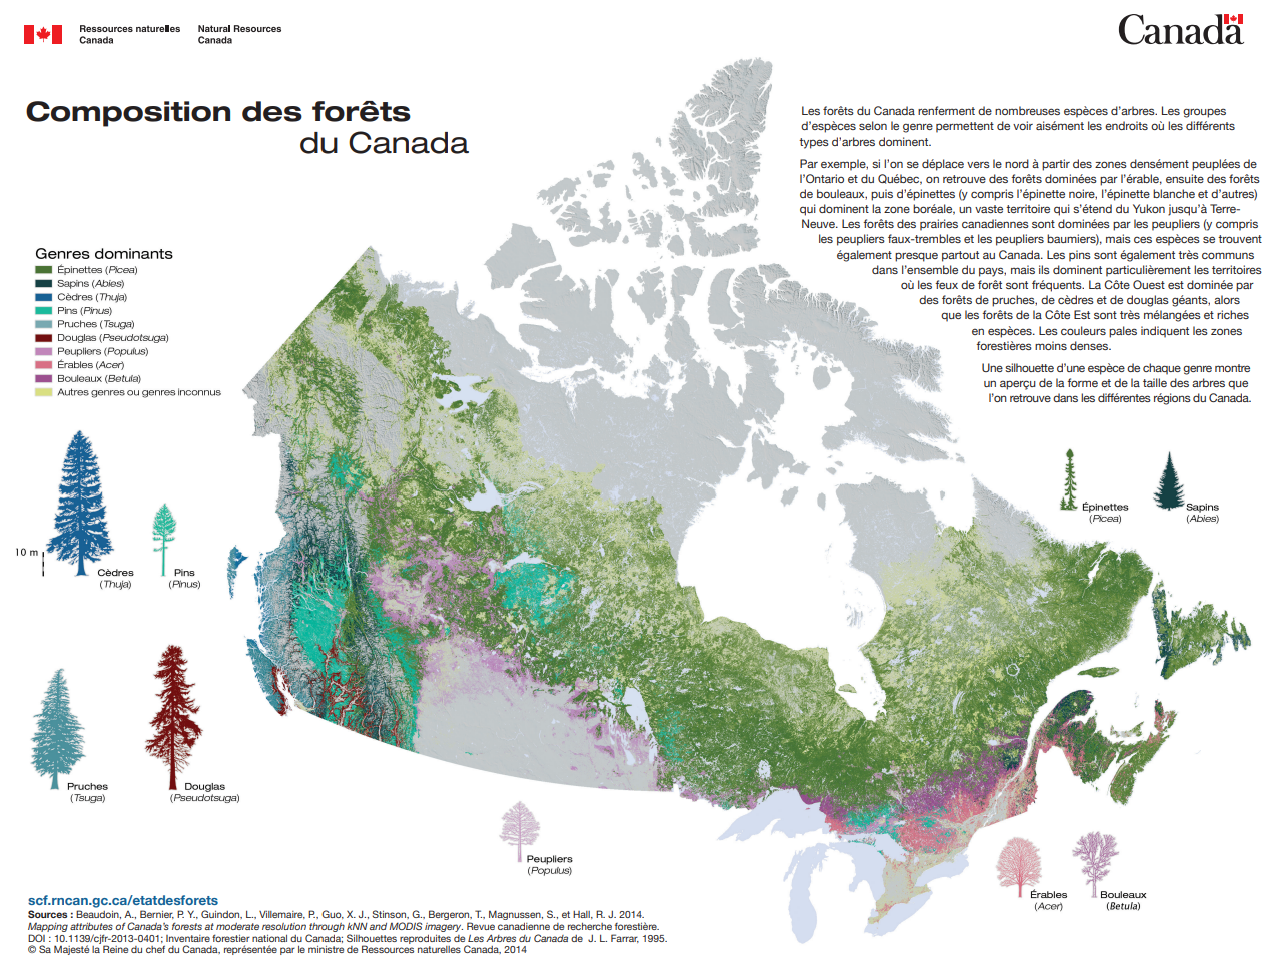 Ressources naturelles Natural Resources
Canada Canada
Canada
Composition des forêts
du Canada
Les forêts du Canada renferment de nombreuses espèces d'arbres. Les groupes
d'espèces selon le genre permettent de voir aisément les endroits où les différents
types d'arbres dominent.
Par exemple, si l'on se déplace vers le nord à partir des zones densément peuplées de
l'Ontario et du Québec, on retrouve des forêts dominées par l'érable, ensuite des forêts
de bouleaux, puis d'épinettes (y compris l'épinette noire, l'épinette blanche et d'autres)
qui dominent la zone boréale, un vaste territoire qui s'étend du Yukon jusqu'à Terre-
Neuve. Les forêts des prairies canadiennes sont dominées par les peupliers (y compris
les peupliers faux-trembles et les peupliers baumiers), mais ces espèces se trouvent
également presque partout au Canada. Les pins sont également très communs
dans l'ensemble du pays, mais ils dominent particulièrement les territoires
où les feux de forêt sont fréquents. La Côte Ouest est dominée par
des forêts de pruches, de cèdres et de douglas géants, alors
que les forêts de la Côte Est sont très mélangées et riches
en espèces. Les couleurs pales indiquent les zones
forestières moins denses.
Une silhouette d'une espèce de chaque genre montre
un aperçu de la forme et de la taille des arbres que
l'on retrouve dans les différentes régions du Canada.
Genres dominants
Épinettes (Picea)
Sapins (Abies)
Cèdres (Thuja)
Pins (Pinus)
Pruches (Tsuga)
Douglas (Pseudotsuga)
Peupliers (Populus)
Érables (Acer)
Bouleaux (Betula)
Autres genres ou genres inconnus
Épinettes
(Picea)
Sapins
(Abies)
10 m
Cèdres
(Thuja)
Pins
(Pinus)
Pruches
(Tsuga)
Douglas
(Pseudotsuga)
Peupliers
(Populus)
Érables
(Acer)
Bouleaux
(Betula)
scf.rncan.gc.ca/etatdesforets
Sources : Beaudoin, A., Bernier, P. Y., Guindon, L., Villemaire, P., Guo, X. J., Stinson, G., Bergeron, T., Magnussen, S., et Hall, R. J. 2014.
Mapping attributes of Canada's forests at moderate resolution through kNN and MODIS imagery. Revue canadienne de recherche forestière.
DOI : 10.1139/cjfr-2013-0401; Inventaire forestier national du Canada; Silhouettes reproduites de Les Arbres du Canada de J. L. Farrar, 1995.
© Sa Majesté la Reine du chef du Canada, représentée par le ministre de Ressources naturelles Canada, 2014